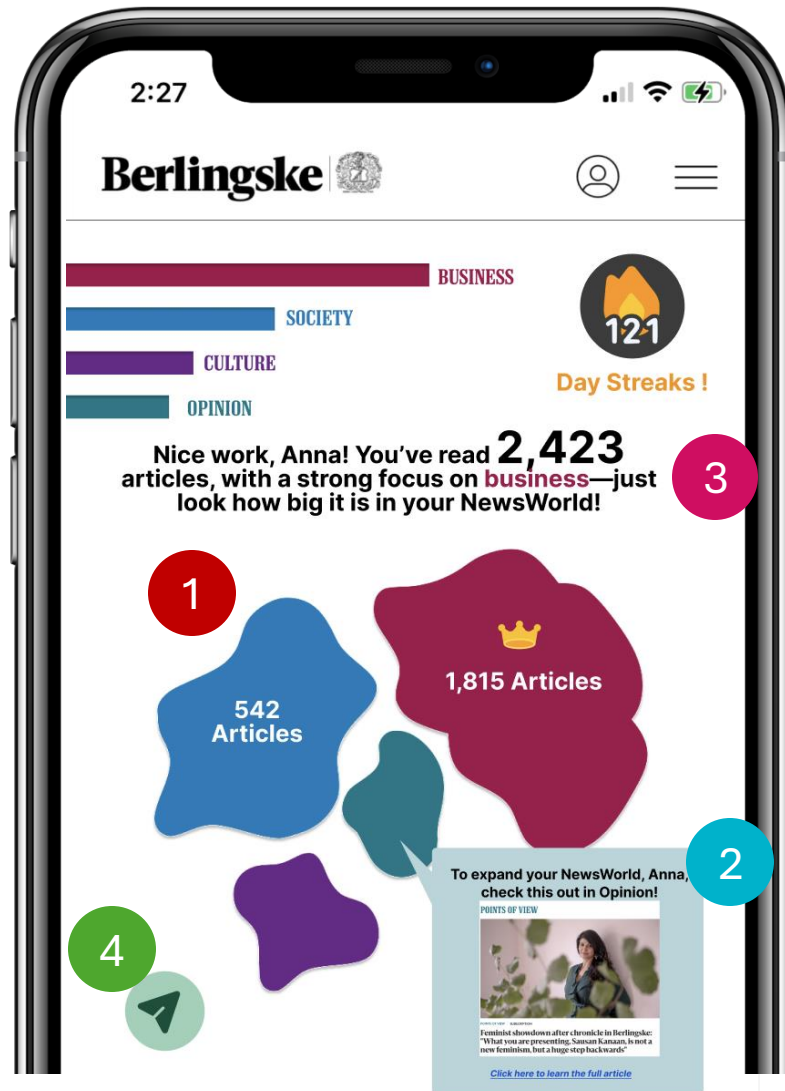 2:27
Berlingske
BUSINESS
SOCIETY
CULTURE
OPINION
121
Day Streaks !
Nice work, Anna! You’ve read 2,423
articles, with a strong focus on business—just
look how big it is in your NewsWorld!
3
1
1,815 Articles
542
Articles
2
To expand your NewsWorld, Anna,
check this out in Opinion!
POINTS OF VIEW
4
POINTS OF VIEW SUBSCRIPTION
Feminist showdown after chronicle in Berlingske:
"What you are presenting, Sausan Kanaan, is not a
new feminism, but a huge step backwards"
Click here to learn the full article